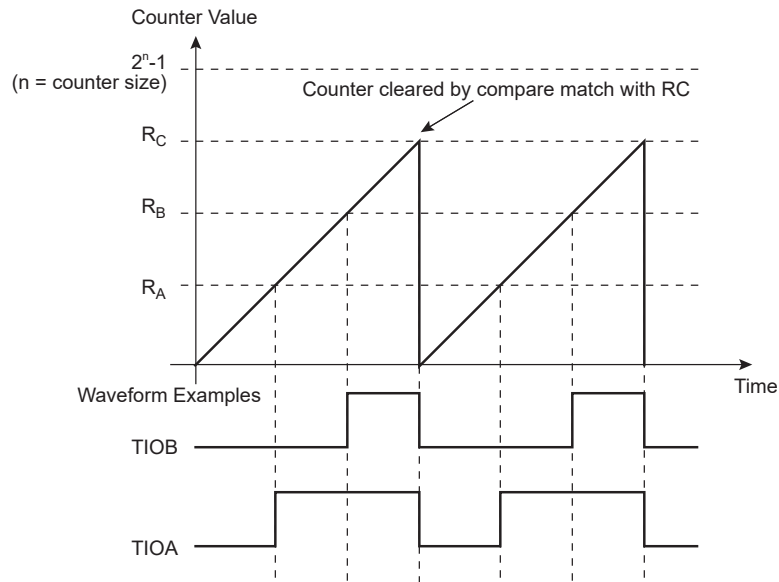 Counter Value
2ⁿ-1
(n = counter size)
Counter cleared by compare match with RC
R_C
R_B
R_A
Time
Waveform Examples
TIOB
TIOA